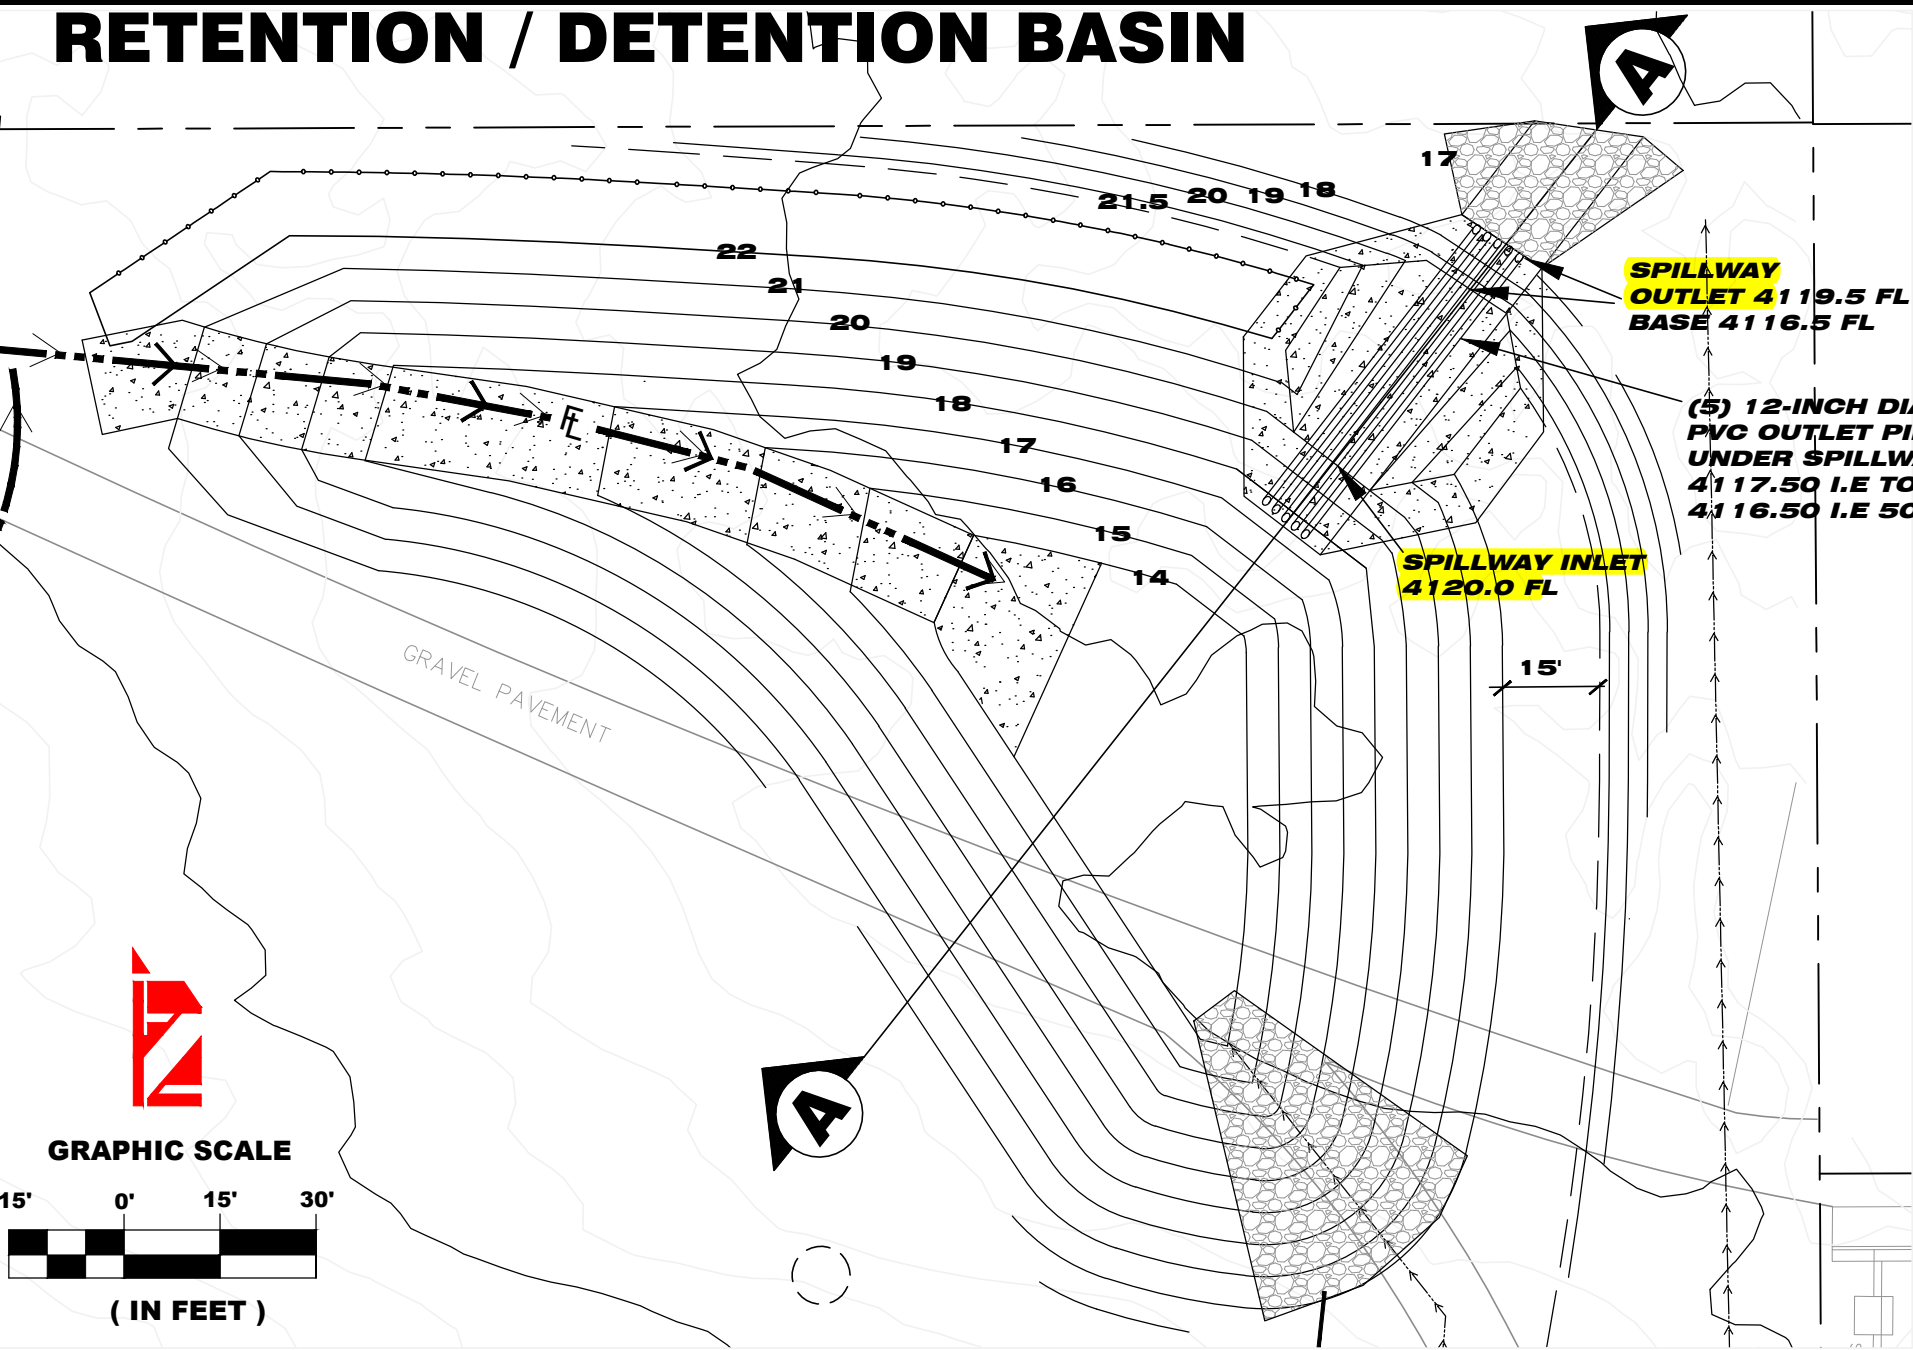 RETENTION / DETENTION BASIN
A
17
21.5 20 19 18
22
21
20
19
18
17
16
15
14
SPILLWAY
OUTLET 4119.5 FL
BASE 4116.5 FL
(5) 12-INCH DIA
PVC OUTLET PI
UNDER SPILLWA
4117.50 I.E TO
4116.50 I.E 50
SPILLWAY INLET
4120.0 FL
FL
15'
GRAVEL PAVEMENT
A
GRAPHIC SCALE
15' 0' 15' 30'
( IN FEET )